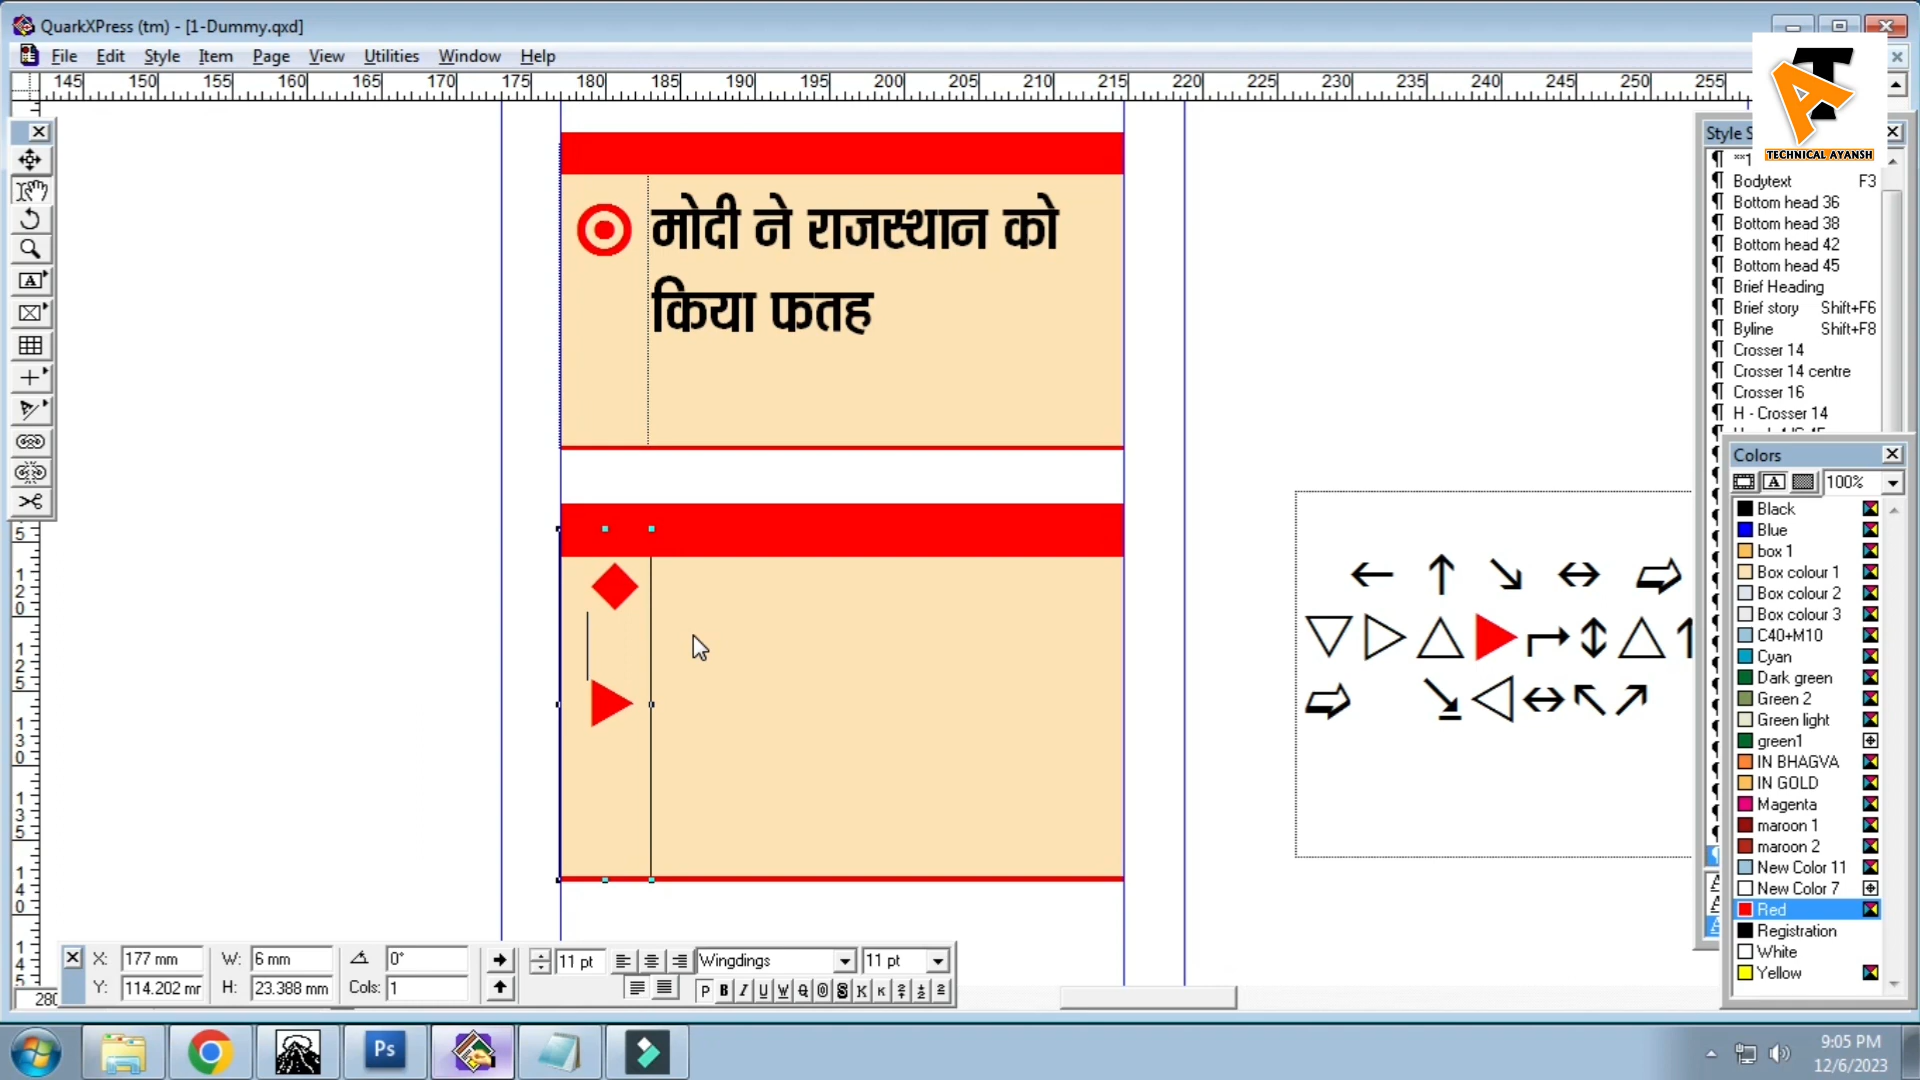 QuarkXPress (tm) - [1-Dummy.qxd]
File Edit Style Item Page View Utilities Window Help
145 150 155 160 165 170 175 180 185 190 195 200 205 210 215 220 225 230 235 240 245 250 255
TECHNICAL AYANSH
मोदी ने राजस्थान को
किया फतह
Style S
Bodytext F3
Bottom head 36
Bottom head 38
Bottom head 42
Bottom head 45
Brief Heading
Brief story Shift+F6
Byline Shift+F8
Crosser 14
Crosser 14 centre
Crosser 16
H - Crosser 14
Colors
100%
Black
Blue
box 1
Box colour 1
Box colour 2
Box colour 3
C40+M10
Cyan
Dark green
Green 2
Green light
green1
IN BHAGVA
IN GOLD
Magenta
maroon 1
maroon 2
New Color 11
New Color 7
Red
Registration
White
Yellow
X: 177 mm W: 6 mm 0° 11 pt Wingdings 11 pt
Y: 114.202 mr H: 23.388 mm Cols: 1 P B I U W
Ps
9:05 PM
12/6/2023